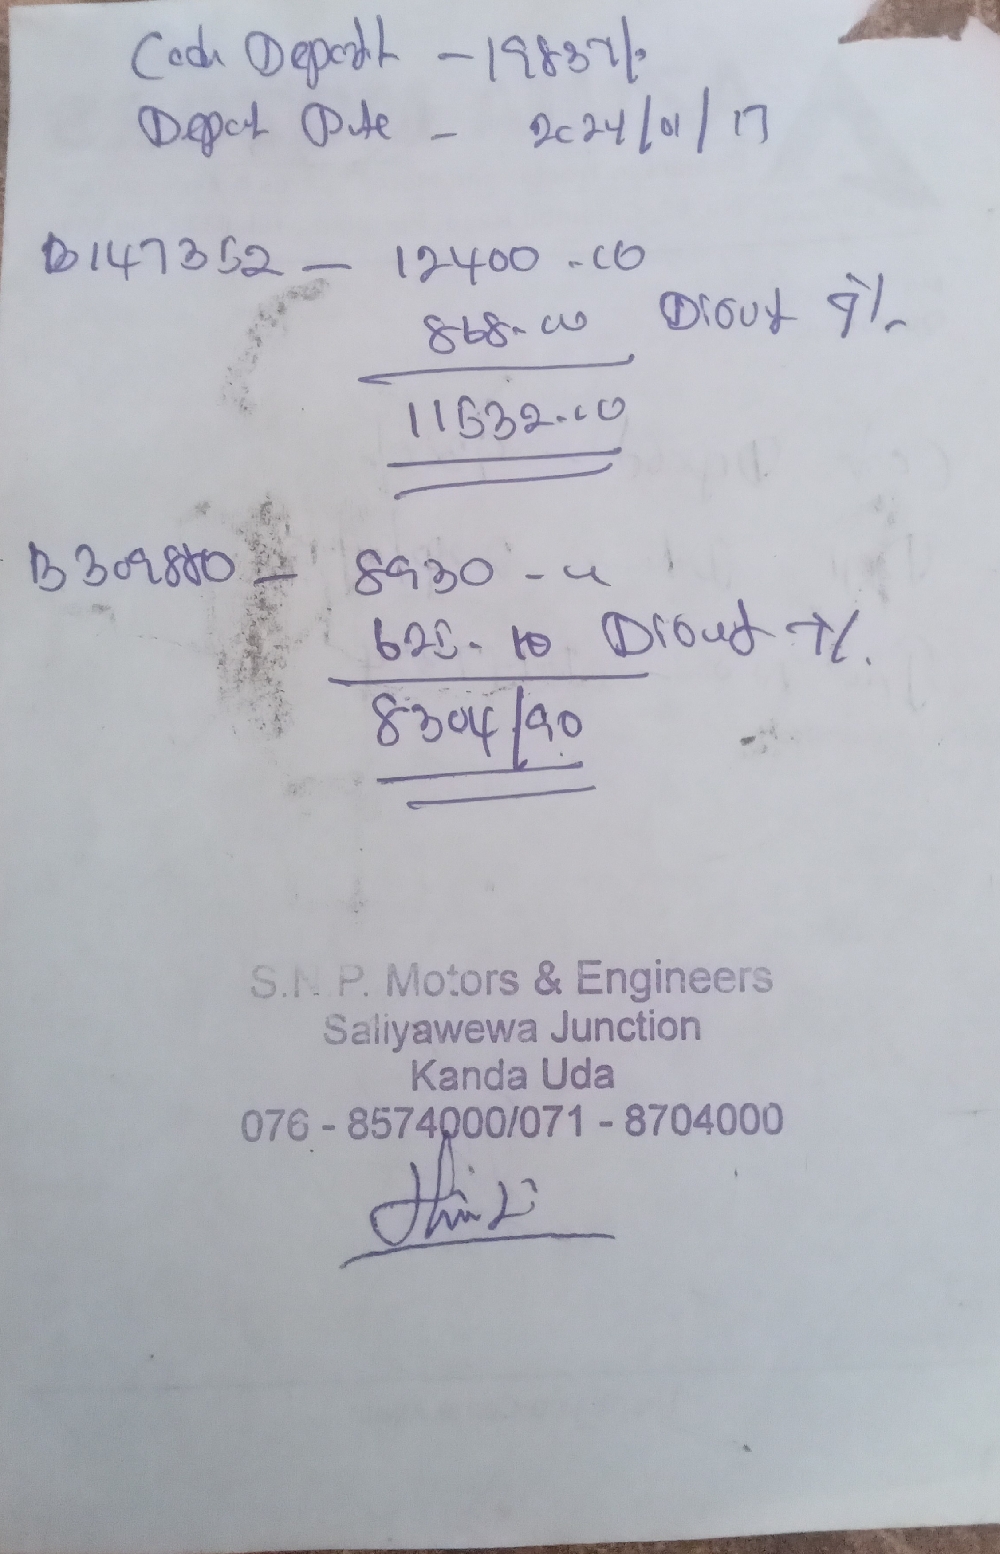 Cash Deposit - 19837/-
Deposit Date - 2024/01/17
B147352 - 12400.00
868.00 Discount 7%
11532.00
B309880 - 8930 -
625.10 Discount 7%.
8304/90
S.N.P. Motors & Engineers
Saliyawewa Junction
Kanda Uda
076 - 8574000/071 - 8704000